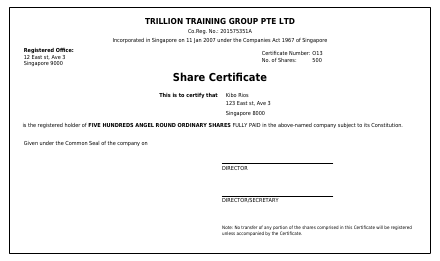 TRILLION TRAINING GROUP PTE LTD
Co.Reg. No.: 201575351A
Incorporated in Singapore on 11 Jan 2007 under the Companies Act 1967 of Singapore
Registered Office:
12 East st, Ave 3
Singapore 9000
Certificate Number: O13
No. of Shares: 500
Share Certificate
This is to certify that Kibo Rios
123 East st, Ave 3
Singapore 8000
is the registered holder of FIVE HUNDREDS ANGEL ROUND ORDINARY SHARES FULLY PAID in the above-named company subject to its Constitution.
Given under the Common Seal of the company on
DIRECTOR
DIRECTOR/SECRETARY
Note: No transfer of any portion of the shares comprised in this Certificate will be registered
unless accompanied by the Certificate.